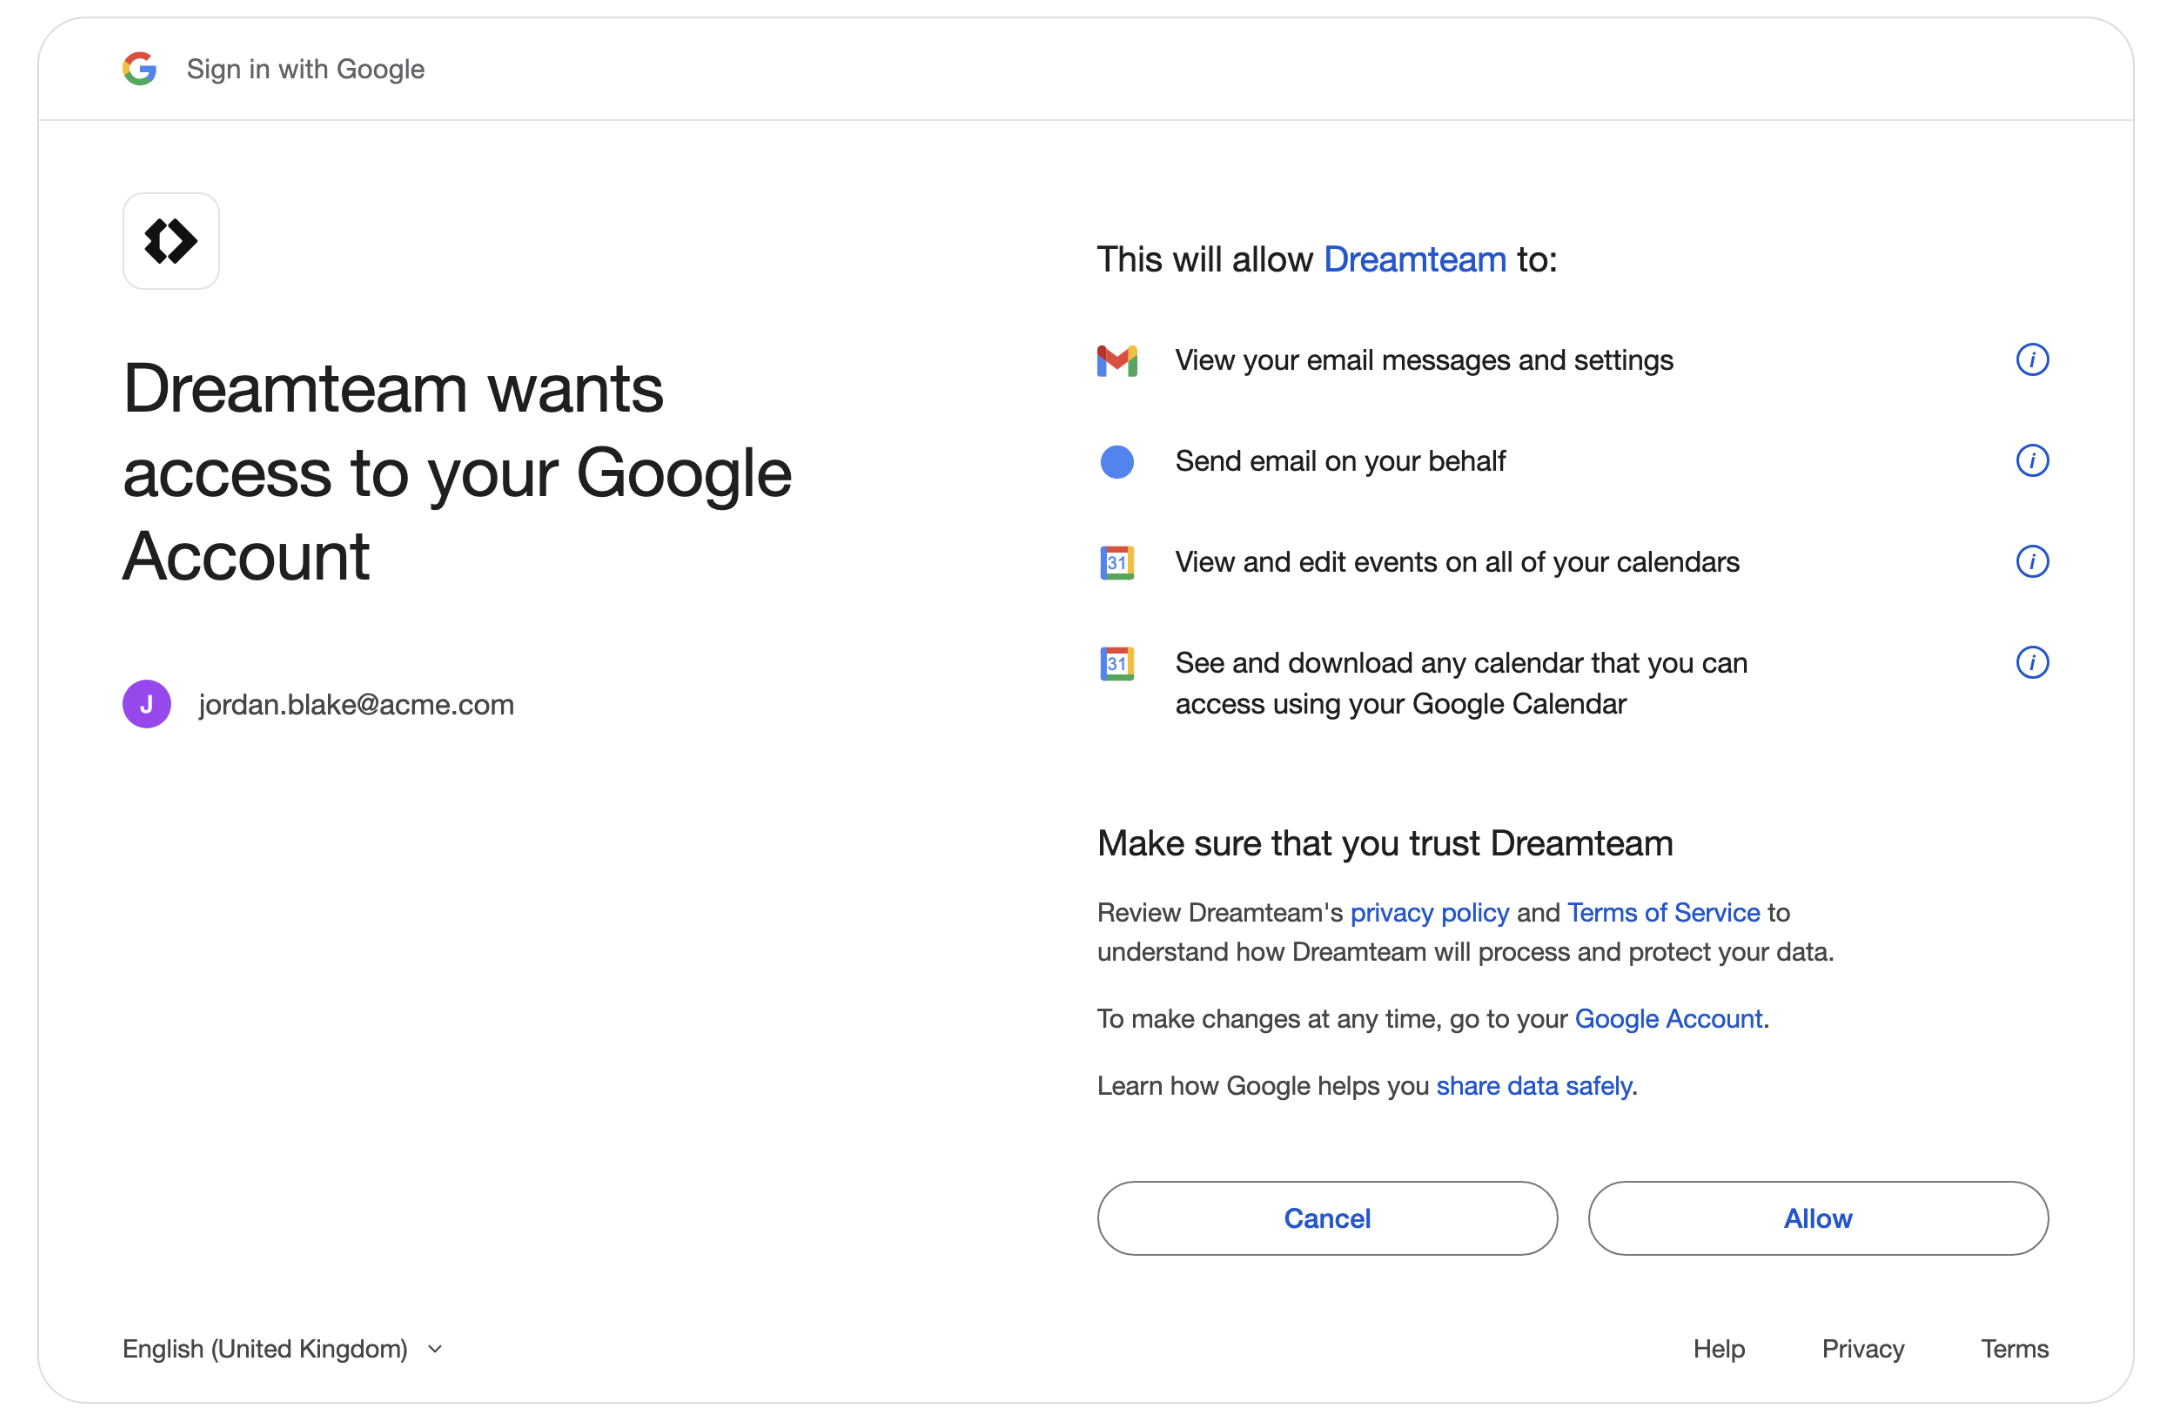 Sign in with Google
Dreamteam wants
access to your Google
Account
J
jordan.blake@acme.com
This will allow Dreamteam to:
View your email messages and settings
i
Send email on your behalf
i
31
View and edit events on all of your calendars
i
31
See and download any calendar that you can
access using your Google Calendar
i
Make sure that you trust Dreamteam
Review Dreamteam's privacy policy and Terms of Service to
understand how Dreamteam will process and protect your data.
To make changes at any time, go to your Google Account.
Learn how Google helps you share data safely.
Cancel
Allow
English (United Kingdom)
Help
Privacy
Terms